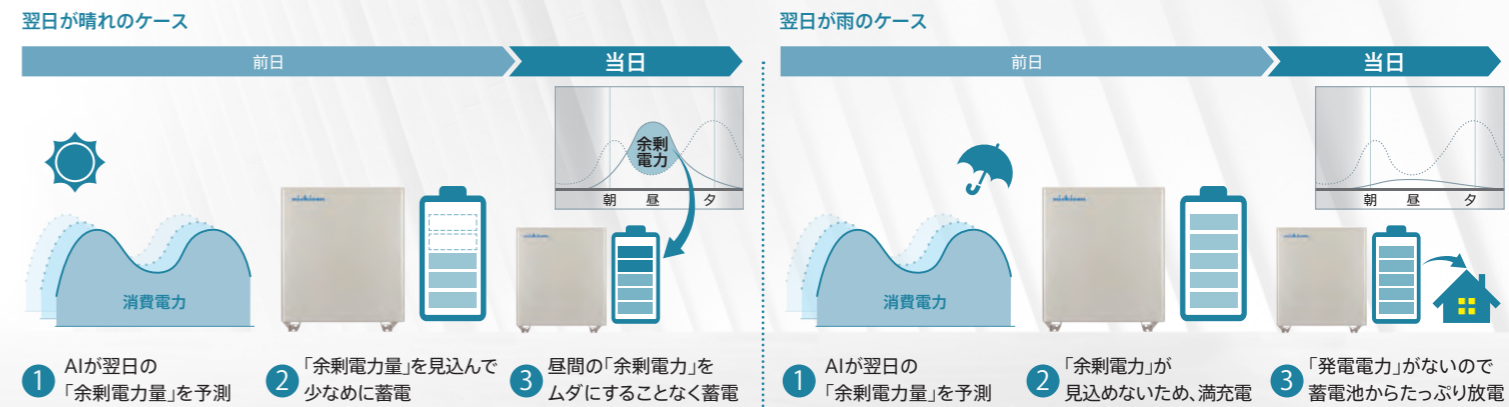 翌日が晴れのケース
前日
当日
余剰
電力
朝 昼 夕
nichicon
nichicon
消費電力
1 AIが翌日の
「余剰電力量」を予測
2 「余剰電力量」を見込んで
少なめに蓄電
3 昼間の「余剰電力」を
ムダにすることなく蓄電
翌日が雨のケース
前日
当日
朝 昼 夕
nichicon
nichicon
消費電力
1 AIが翌日の
「余剰電力量」を予測
2 「余剰電力」が
見込めないため、満充電
3 「発電電力」がないので
蓄電池からたっぷり放電